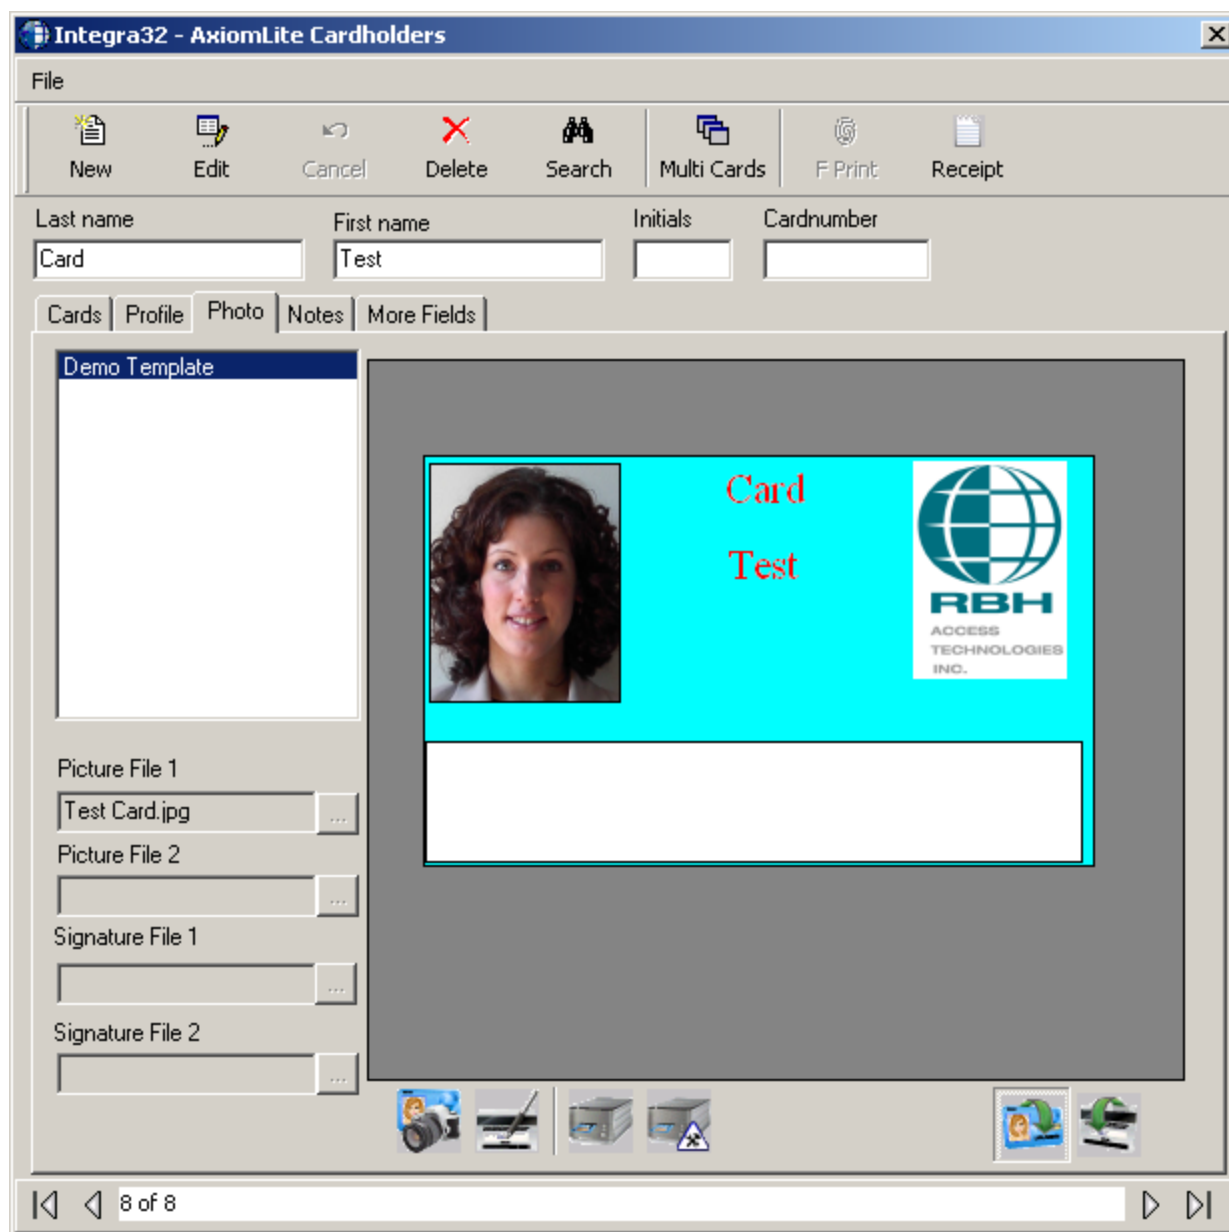 Integra32 - AxiomLite Cardholders
File
New Edit Cancel Delete Search Multi Cards F Print Receipt
Last name First name Initials Cardnumber
Card Test
Cards Profile Photo Notes More Fields
Demo Template
Card
Test
RBH
ACCESS
TECHNOLOGIES
INC.
Picture File 1
Test Card.jpg ...
Picture File 2
...
Signature File 1
...
Signature File 2
...
8 of 8